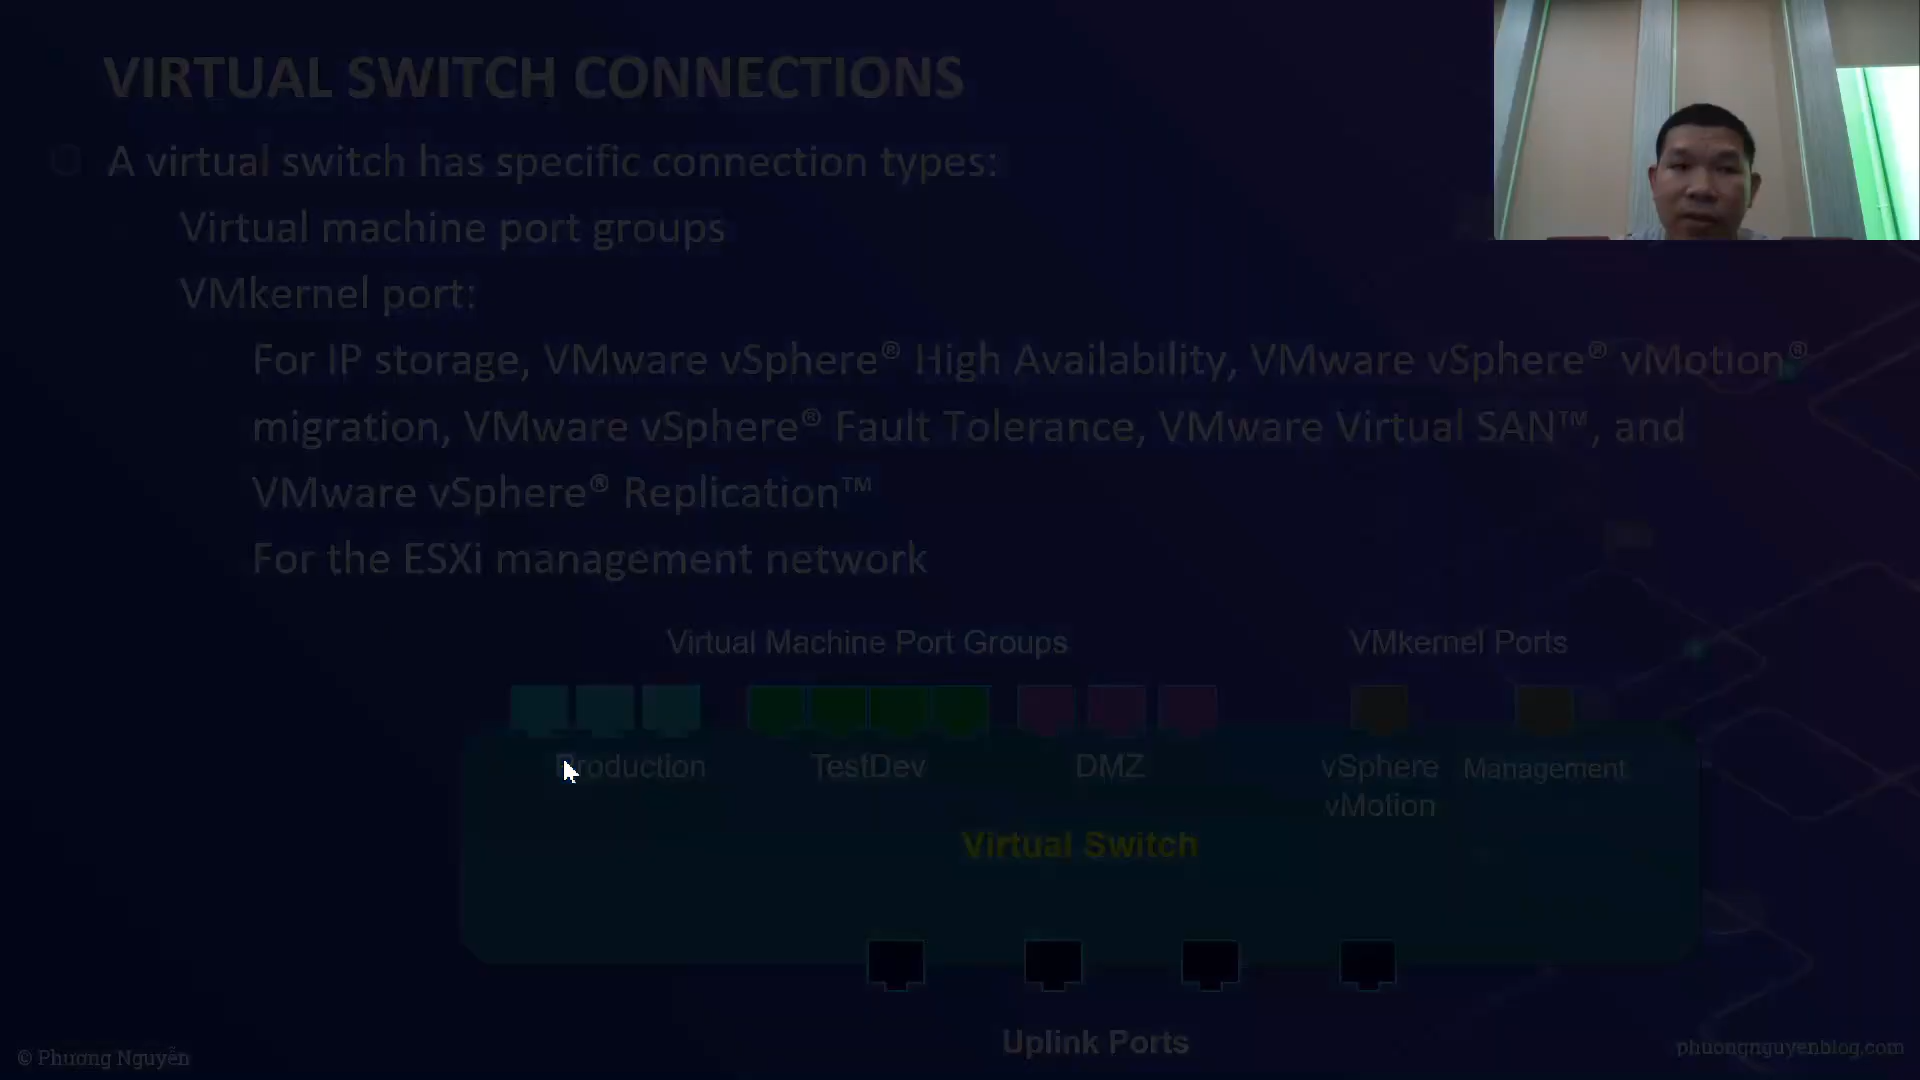 VIRTUAL SWITCH CONNECTIONS
A virtual switch has specific connection types:
Virtual machine port groups
VMkernel port:
For IP storage, VMware vSphere® High Availability, VMware vSphere® vMotion®
migration, VMware vSphere® Fault Tolerance, VMware Virtual SAN™, and
VMware vSphere® Replication™
For the ESXi management network
Virtual Machine Port Groups
VMkernel Ports
Production
TestDev
DMZ
vSphere
vMotion
Management
Virtual Switch
Uplink Ports
© Phương Nguyễn
phuongnguyenblog.com